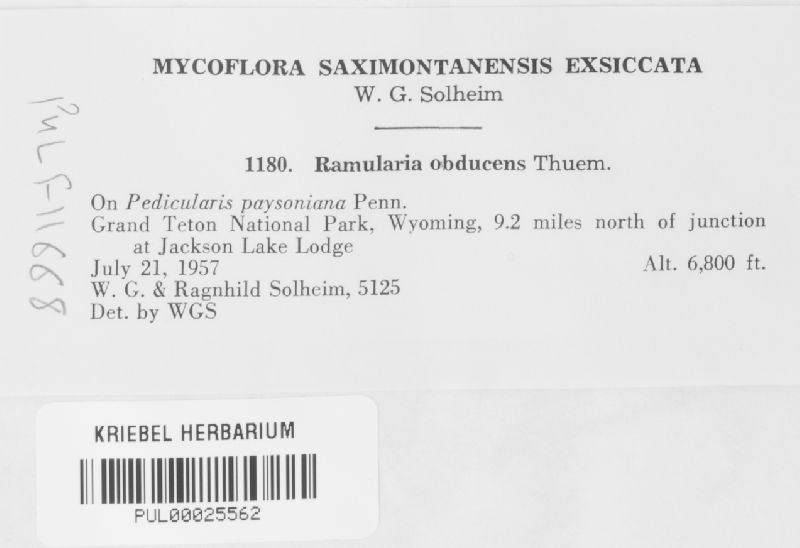 MYCOFLORA SAXIMONTANENSIS EXSICCATA
W. G. Solheim
1180. Ramularia obducens Thuem.
On Pedicularis paysoniana Penn.
Grand Teton National Park, Wyoming, 9.2 miles north of junction
at Jackson Lake Lodge
July 21, 1957 Alt. 6,800 ft.
W. G. & Ragnhild Solheim, 5125
Det. by WGS
PUL F-11668
KRIEBEL HERBARIUM
PUL00025562